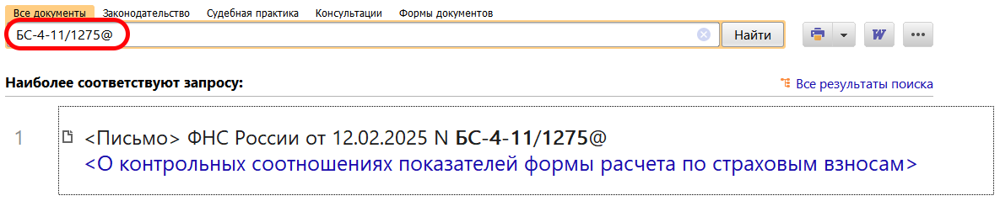 Все документы Законодательство Судебная практика Консультации Формы документов
БС-4-11/1275@ Найти W
Наиболее соответствуют запросу: Все результаты поиска
1 <Письмо> ФНС России от 12.02.2025 N БС-4-11/1275@
<О контрольных соотношениях показателей формы расчета по страховым взносам>